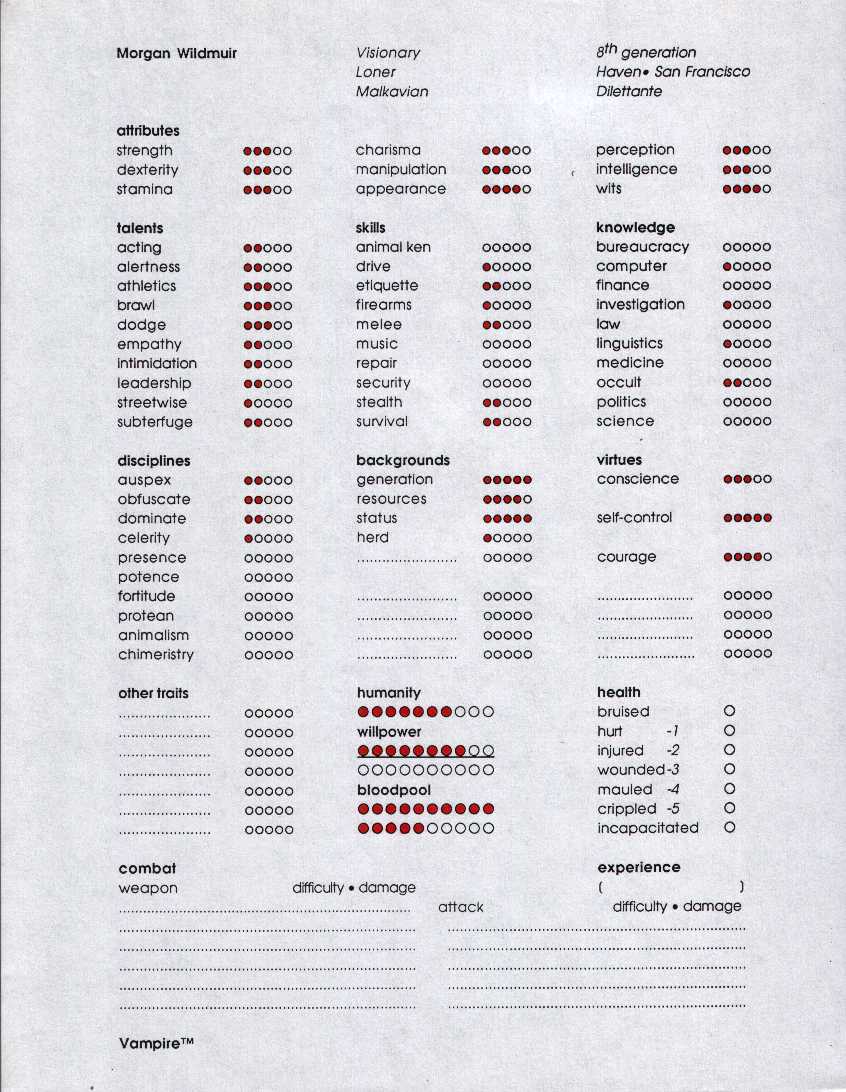 Morgan Wildmuir Visionary 8th generation
Loner Haven• San Francisco
Malkavian Dilettante
attributes
strength ●●●○○ charisma ●●●○○ perception ●●●○○
dexterity ●●●○○ manipulation ●●●○○ intelligence ●●●○○
stamina ●●●○○ appearance ●●●●○ wits ●●●●○
talents skills knowledge
acting ●●○○○ animal ken ○○○○○ bureaucracy ○○○○○
alertness ●●○○○ drive ●○○○○ computer ●○○○○
athletics ●●●○○ etiquette ●●○○○ finance ○○○○○
brawl ●●●○○ firearms ●○○○○ investigation ●○○○○
dodge ●●●○○ melee ●●○○○ law ○○○○○
empathy ●●○○○ music ○○○○○ linguistics ●○○○○
intimidation ●●○○○ repair ○○○○○ medicine ○○○○○
leadership ●●○○○ security ○○○○○ occult ●●○○○
streetwise ●○○○○ stealth ●●○○○ politics ○○○○○
subterfuge ●●○○○ survival ●●○○○ science ○○○○○
disciplines backgrounds virtues
auspex ●●○○○ generation ●●●●● conscience ●●●○○
obfuscate ●●○○○ resources ●●●●○
dominate ●●○○○ status ●●●●● self-control ●●●●●
celerity ●○○○○ herd ●○○○○
presence ○○○○○ ○○○○○ courage ●●●●○
potence ○○○○○
fortitude ○○○○○ ○○○○○ ○○○○○
protean ○○○○○ ○○○○○ ○○○○○
animalism ○○○○○ ○○○○○ ○○○○○
chimeristry ○○○○○ ○○○○○ ○○○○○
other traits humanity health
○○○○○ ●●●●●●●○○○ bruised ○
○○○○○ willpower hurt -1 ○
○○○○○ ●●●●●●●●○○ injured -2 ○
○○○○○ ○○○○○○○○○○ wounded-3 ○
○○○○○ bloodpool mauled -4 ○
○○○○○ ●●●●●●●●●● crippled -5 ○
○○○○○ ●●●●●○○○○○ incapacitated ○
combat experience
weapon difficulty • damage ( )
attack difficulty • damage
Vampire™